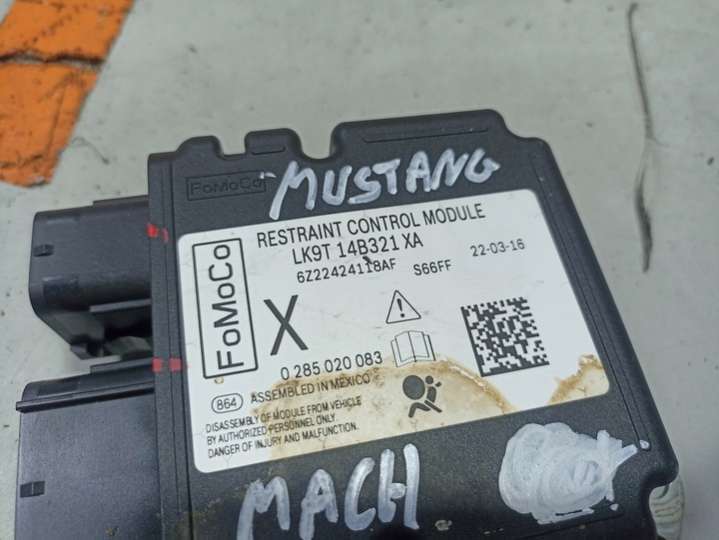 MUSTANG
FoMoCo
RESTRAINT CONTROL MODULE
LK9T 14B321 XA
6Z22424118AF S66FF 22-03-16
FoMoCo
X
0 285 020 083
864 ASSEMBLED IN MEXICO
DISASSEMBLY OF MODULE FROM VEHICLE
BY AUTHORIZED PERSONNEL ONLY.
DANGER OF INJURY AND MALFUNCTION.
MACH